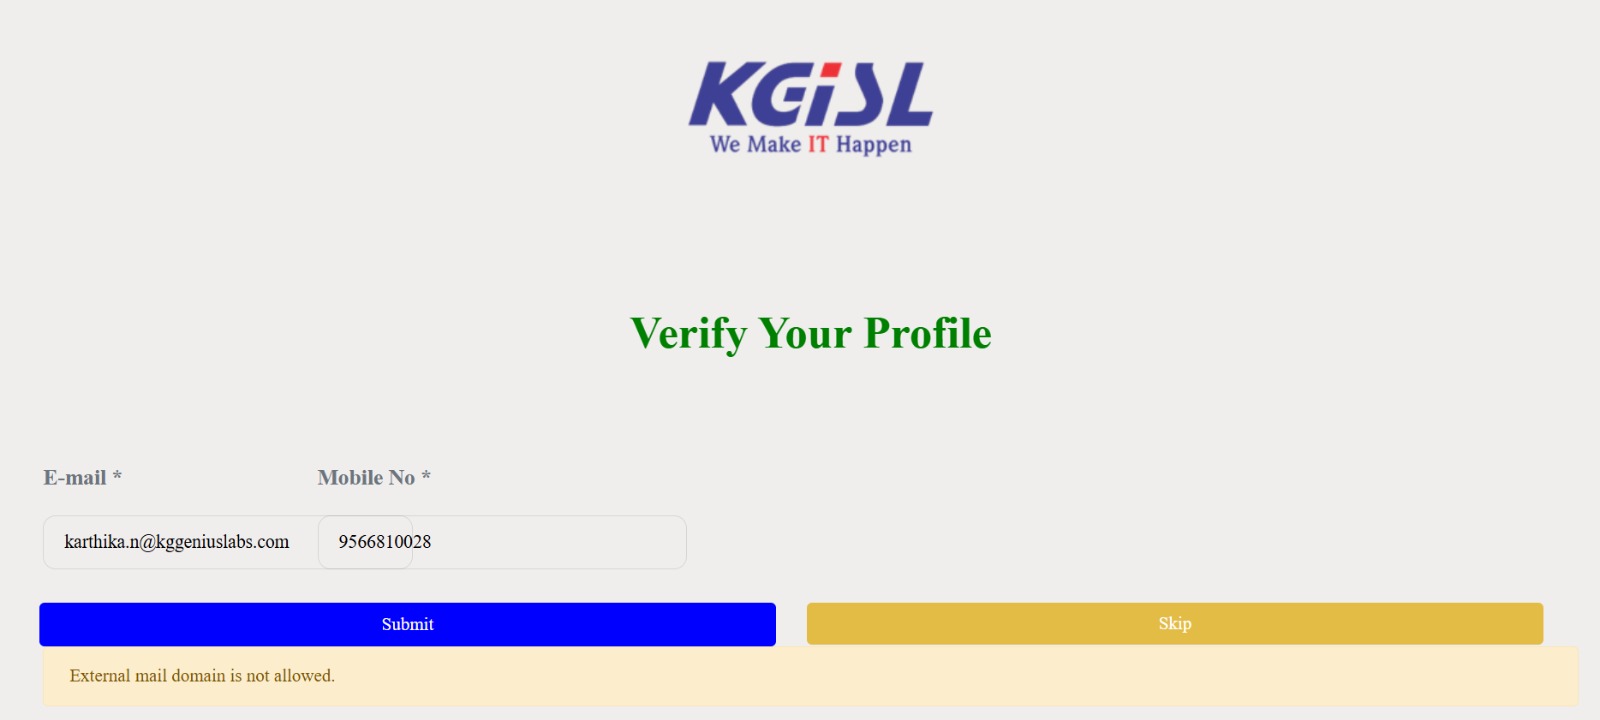 KGiSL
We Make IT Happen
Verify Your Profile
E-mail * Mobile No *
karthika.n@kggeniuslabs.com 9566810028
Submit Skip
External mail domain is not allowed.